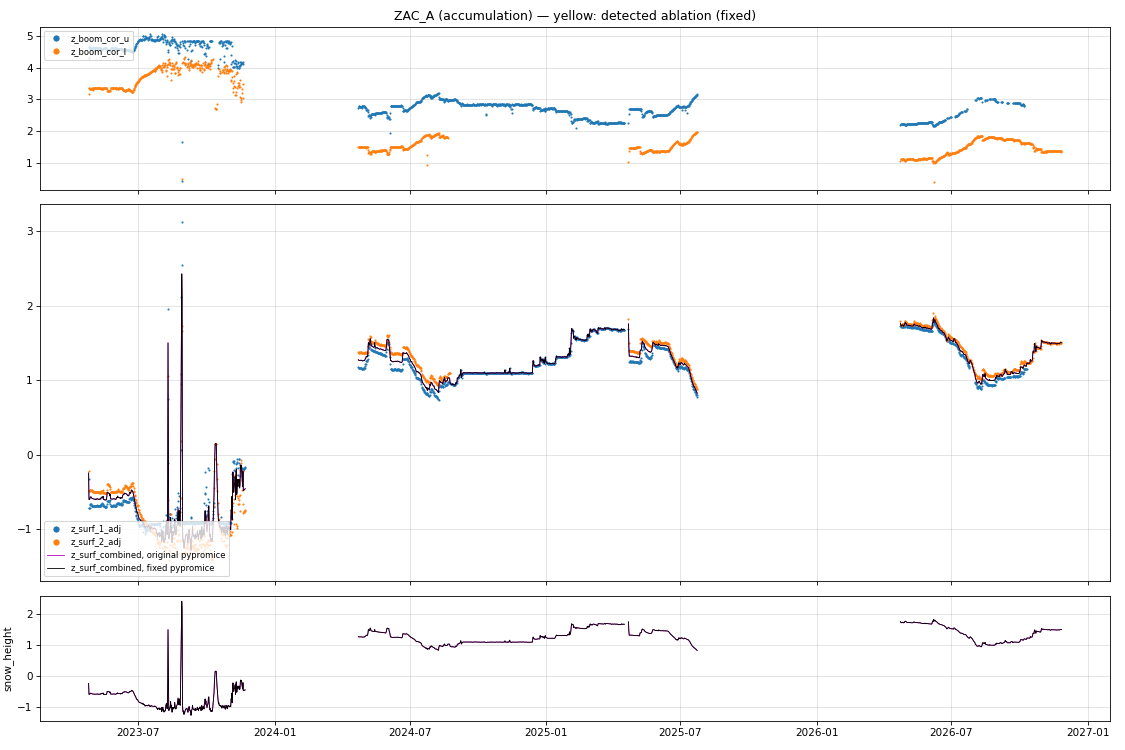 ZAC_A (accumulation) — yellow: detected ablation (fixed)
5
4
3
2
1
z_boom_cor_u
z_boom_cor_l
3
2
1
0
−1
z_surf_1_adj
z_surf_2_adj
z_surf_combined, original pypromice
z_surf_combined, fixed pypromice
snow_height
2
1
0
−1
2023-07
2024-01
2024-07
2025-01
2025-07
2026-01
2026-07
2027-01